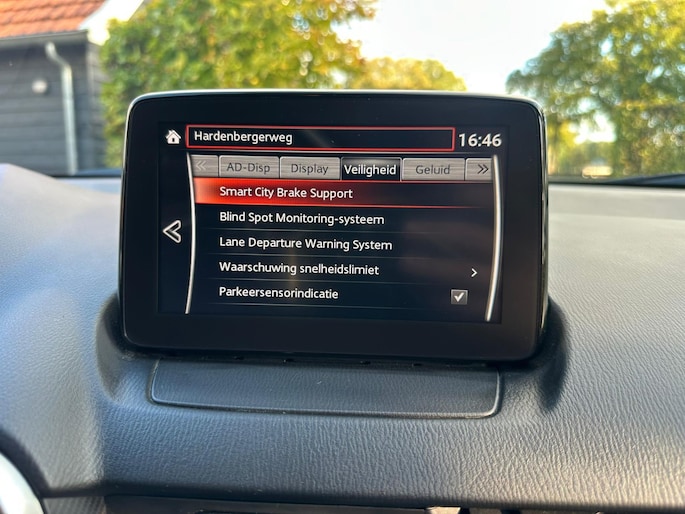 Hardenbergerweg 16:46
AD-Disp Display Veiligheid Geluid
Smart City Brake Support
Blind Spot Monitoring-systeem
Lane Departure Warning System
Waarschuwing snelheidslimiet
Parkeersensorindicatie